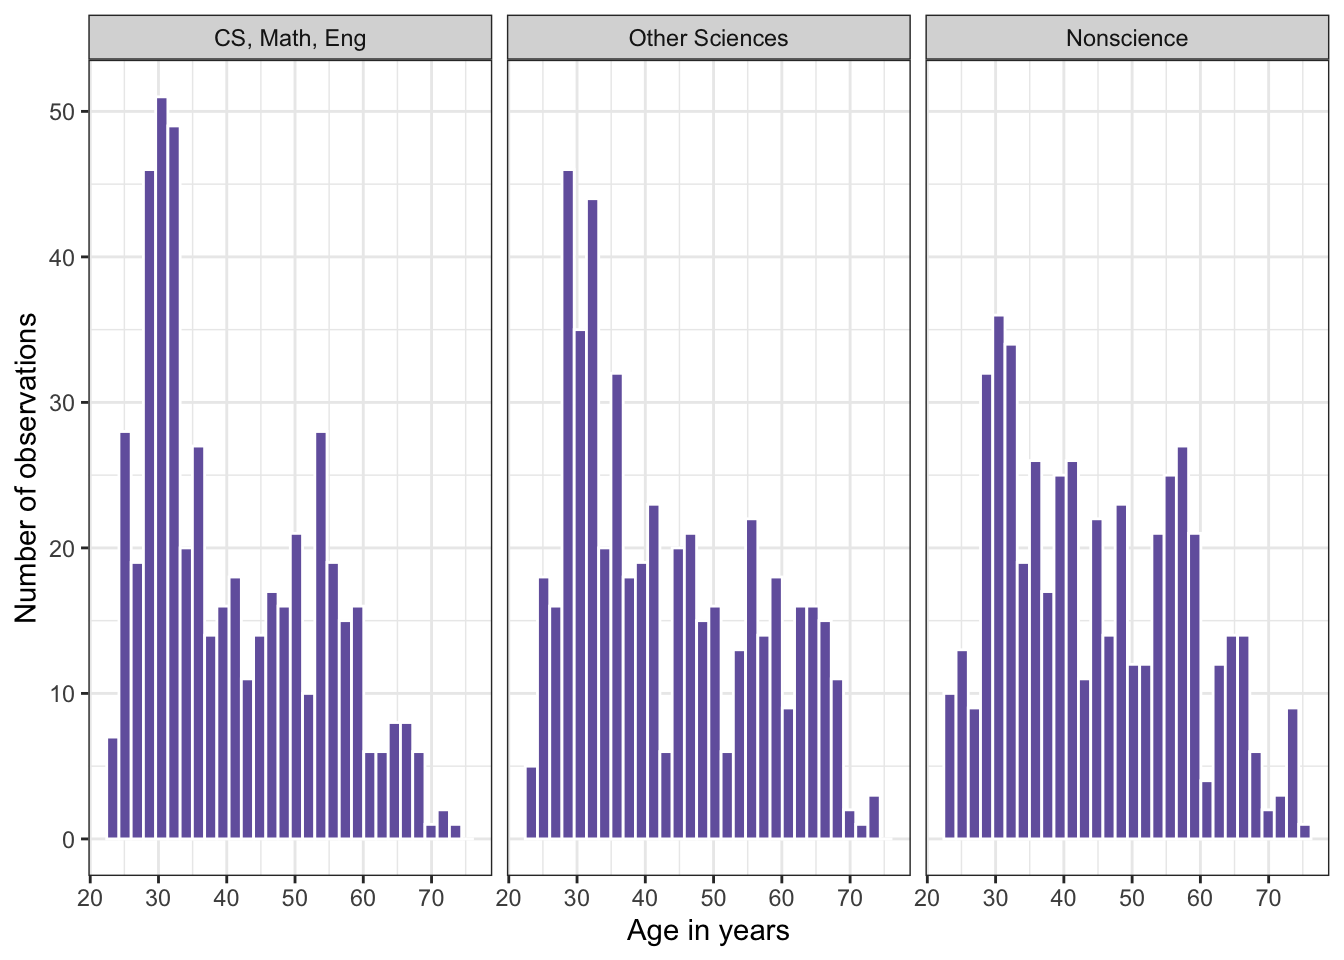 CS, Math, Eng
Other Sciences
Nonscience
Number of observations
50
40
30
20
10
0
20 30 40 50 60 70
20 30 40 50 60 70
20 30 40 50 60 70
Age in years